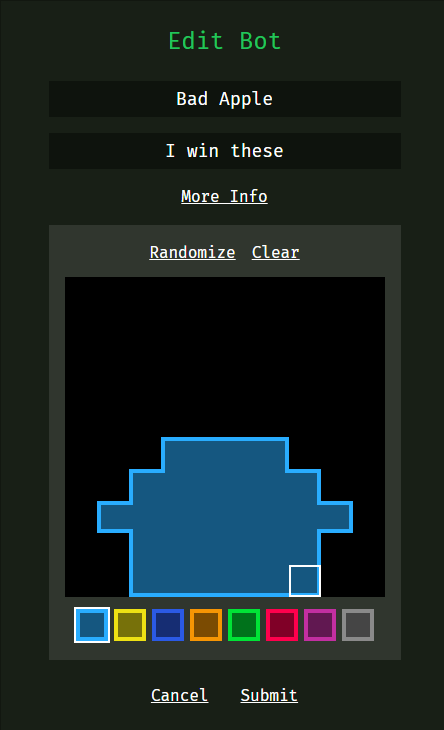 Edit Bot
Bad Apple
I win these
More Info
Randomize Clear
Cancel Submit